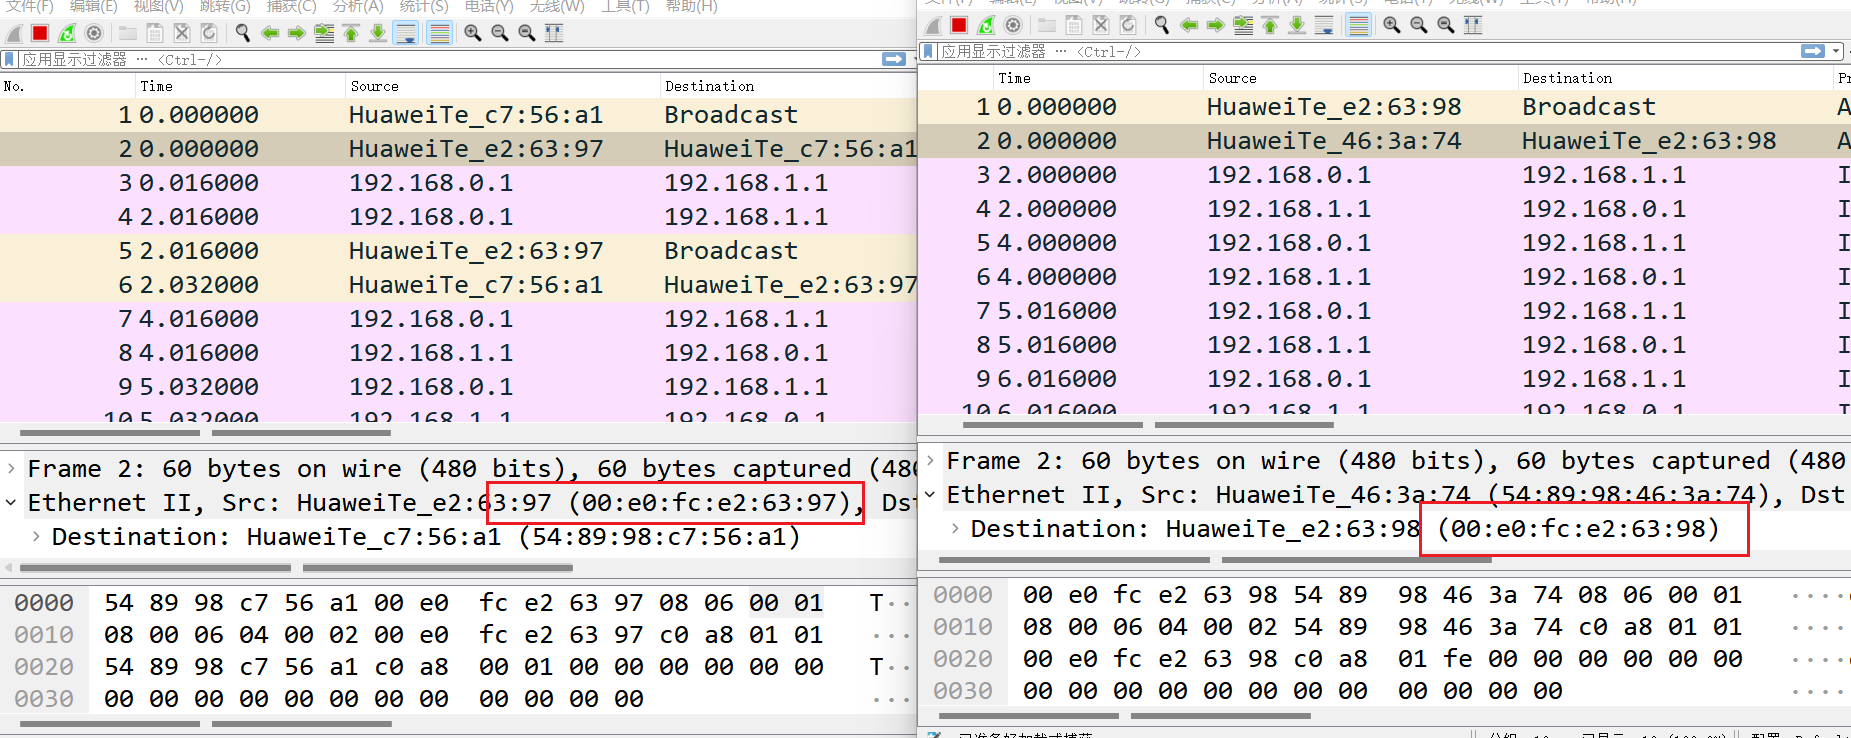 文件(F) 编辑(E) 视图(V) 跳转(G) 捕获(C) 分析(A) 统计(S) 电话(Y) 无线(W) 工具(T) 帮助(H)
应用显示过滤器 … <Ctrl-/>
No. Time Source Destination
1 0.000000 HuaweiTe_c7:56:a1 Broadcast
2 0.000000 HuaweiTe_e2:63:97 HuaweiTe_c7:56:a1
3 0.016000 192.168.0.1 192.168.1.1
4 2.016000 192.168.0.1 192.168.1.1
5 2.016000 HuaweiTe_e2:63:97 Broadcast
6 2.032000 HuaweiTe_c7:56:a1 HuaweiTe_e2:63:97
7 4.016000 192.168.0.1 192.168.1.1
8 4.016000 192.168.1.1 192.168.0.1
9 5.032000 192.168.0.1 192.168.1.1
10 5.032000 192.168.1.1 192.168.0.1
Frame 2: 60 bytes on wire (480 bits), 60 bytes captured (480
Ethernet II, Src: HuaweiTe_e2:63:97 (00:e0:fc:e2:63:97), Dst
Destination: HuaweiTe_c7:56:a1 (54:89:98:c7:56:a1)
0000 54 89 98 c7 56 a1 00 e0 fc e2 63 97 08 06 00 01 T··
0010 08 00 06 04 00 02 00 e0 fc e2 63 97 c0 a8 01 01 ···
0020 54 89 98 c7 56 a1 c0 a8 00 01 00 00 00 00 00 00 T··
0030 00 00 00 00 00 00 00 00 00 00 00 00 ···
应用显示过滤器 … <Ctrl-/>
Time Source Destination Pr
1 0.000000 HuaweiTe_e2:63:98 Broadcast A
2 0.000000 HuaweiTe_46:3a:74 HuaweiTe_e2:63:98 A
3 2.000000 192.168.0.1 192.168.1.1 I
4 2.000000 192.168.1.1 192.168.0.1 I
5 4.000000 192.168.0.1 192.168.1.1 I
6 4.000000 192.168.1.1 192.168.0.1 I
7 5.016000 192.168.0.1 192.168.1.1 I
8 5.016000 192.168.1.1 192.168.0.1 I
9 6.016000 192.168.0.1 192.168.1.1 I
10 6.016000 192.168.1.1 192.168.0.1 I
Frame 2: 60 bytes on wire (480 bits), 60 bytes captured (480
Ethernet II, Src: HuaweiTe_46:3a:74 (54:89:98:46:3a:74), Dst
Destination: HuaweiTe_e2:63:98 (00:e0:fc:e2:63:98)
0000 00 e0 fc e2 63 98 54 89 98 46 3a 74 08 06 00 01 ····
0010 08 00 06 04 00 02 54 89 98 46 3a 74 c0 a8 01 01 ····
0020 00 e0 fc e2 63 98 c0 a8 01 fe 00 00 00 00 00 00 ····
0030 00 00 00 00 00 00 00 00 00 00 00 00 ····